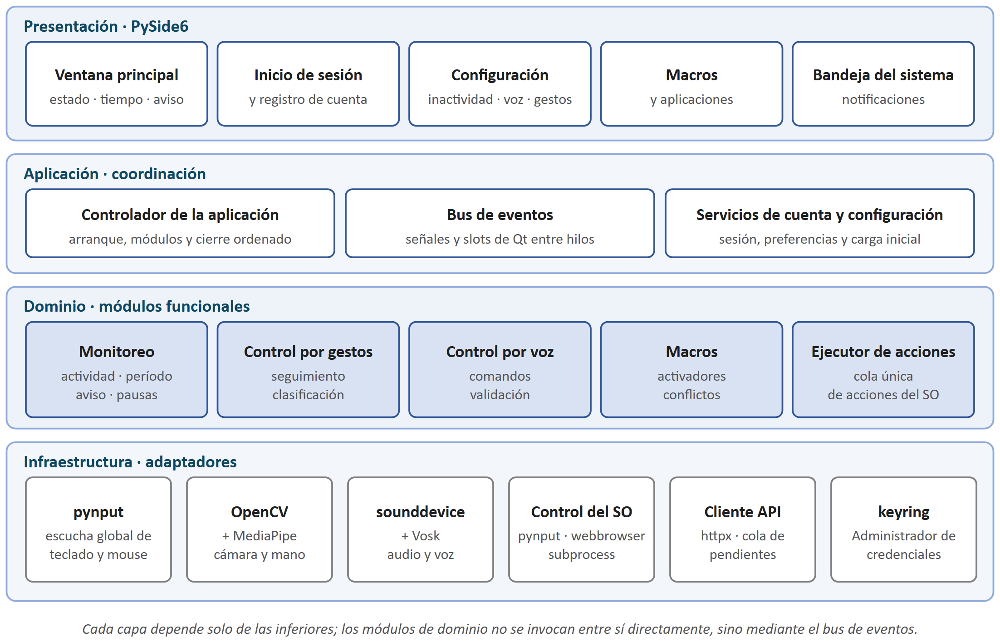 Presentación · PySide6
Ventana principal
estado · tiempo · aviso
Inicio de sesión
y registro de cuenta
Configuración
inactividad · voz · gestos
Macros
y aplicaciones
Bandeja del sistema
notificaciones
Aplicación · coordinación
Controlador de la aplicación
arranque, módulos y cierre ordenado
Bus de eventos
señales y slots de Qt entre hilos
Servicios de cuenta y configuración
sesión, preferencias y carga inicial
Dominio · módulos funcionales
Monitoreo
actividad · período
aviso · pausas
Control por gestos
seguimiento
clasificación
Control por voz
comandos
validación
Macros
activadores
conflictos
Ejecutor de acciones
cola única
de acciones del SO
Infraestructura · adaptadores
pynput
escucha global de
teclado y mouse
OpenCV
+ MediaPipe
cámara y mano
sounddevice
+ Vosk
audio y voz
Control del SO
pynput · webbrowser
subprocess
Cliente API
httpx · cola de
pendientes
keyring
Administrador de
credenciales
Cada capa depende solo de las inferiores; los módulos de dominio no se invocan entre sí directamente, sino mediante el bus de eventos.